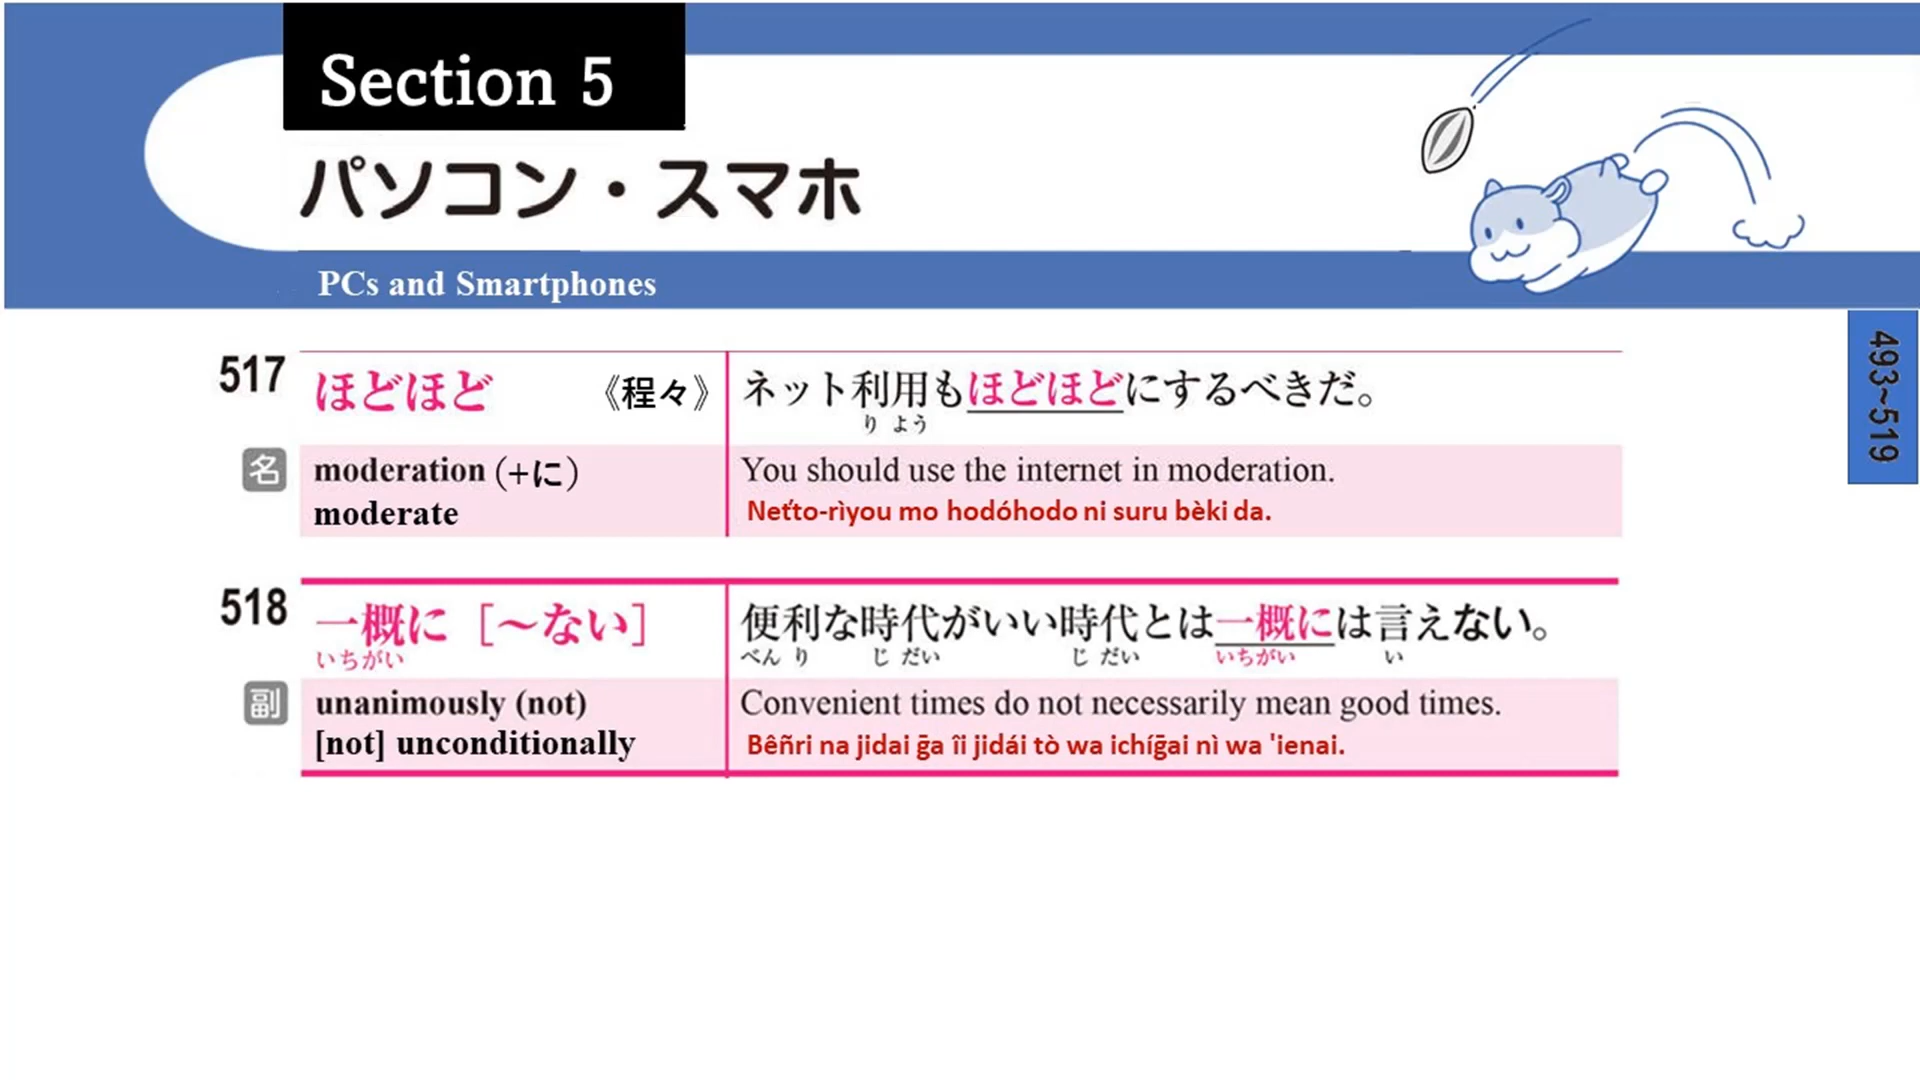 Section 5
パソコン・スマホ
PCs and Smartphones
493~519
517
ほどほど 《程々》
ネット利用もほどほどにするべきだ。
り よう
名
moderation (+に)
moderate
You should use the internet in moderation.
Neťto-rìyou mo hodóhodo ni suru bèki da.
518
一概に [～ない]
いちがい
便利な時代がいい時代とは一概には言えない。
べん り じ だい じ だい いちがい い
副
unanimously (not)
[not] unconditionally
Convenient times do not necessarily mean good times.
Bêñri na jidai ḡa îi jidái tò wa ichíḡai nì wa 'ienai.